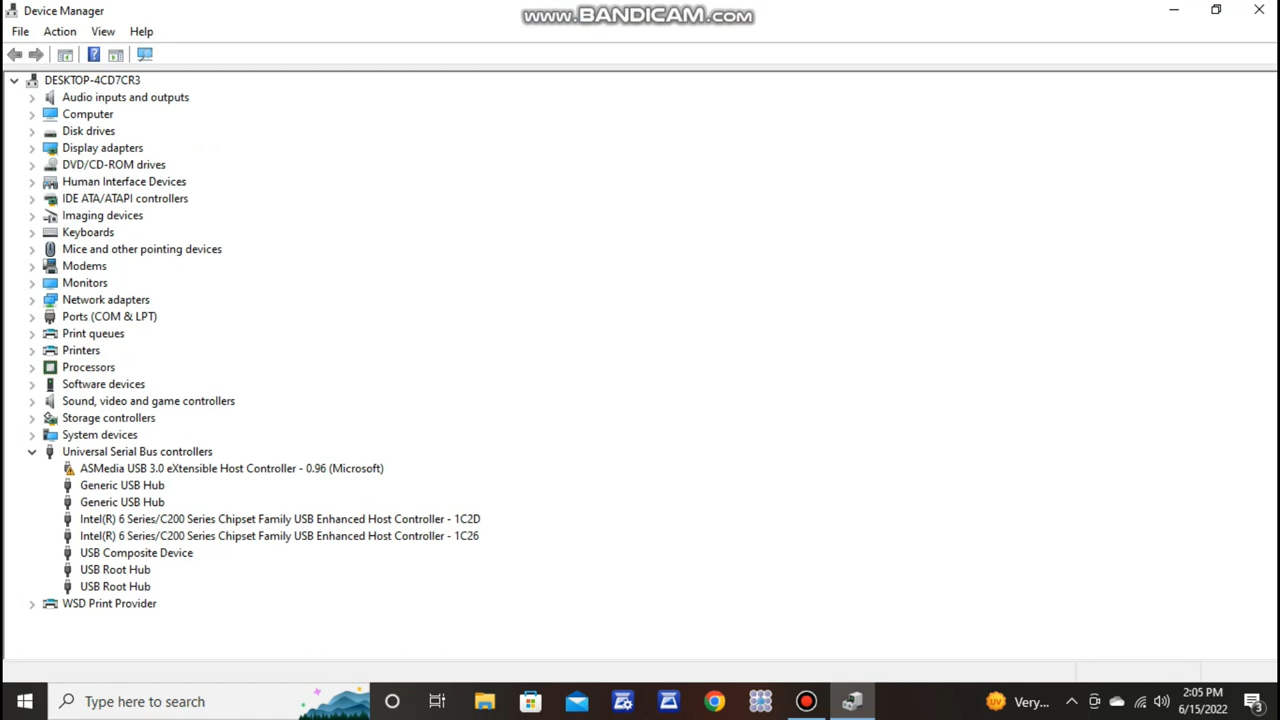 Device Manager
WWW.BANDICAM.COM
File Action View Help
DESKTOP-4CD7CR3
Audio inputs and outputs
Computer
Disk drives
Display adapters
DVD/CD-ROM drives
Human Interface Devices
IDE ATA/ATAPI controllers
Imaging devices
Keyboards
Mice and other pointing devices
Modems
Monitors
Network adapters
Ports (COM & LPT)
Print queues
Printers
Processors
Software devices
Sound, video and game controllers
Storage controllers
System devices
Universal Serial Bus controllers
ASMedia USB 3.0 eXtensible Host Controller - 0.96 (Microsoft)
Generic USB Hub
Generic USB Hub
Intel(R) 6 Series/C200 Series Chipset Family USB Enhanced Host Controller - 1C2D
Intel(R) 6 Series/C200 Series Chipset Family USB Enhanced Host Controller - 1C26
USB Composite Device
USB Root Hub
USB Root Hub
WSD Print Provider
Type here to search
UV
Very...
2:05 PM
6/15/2022
3